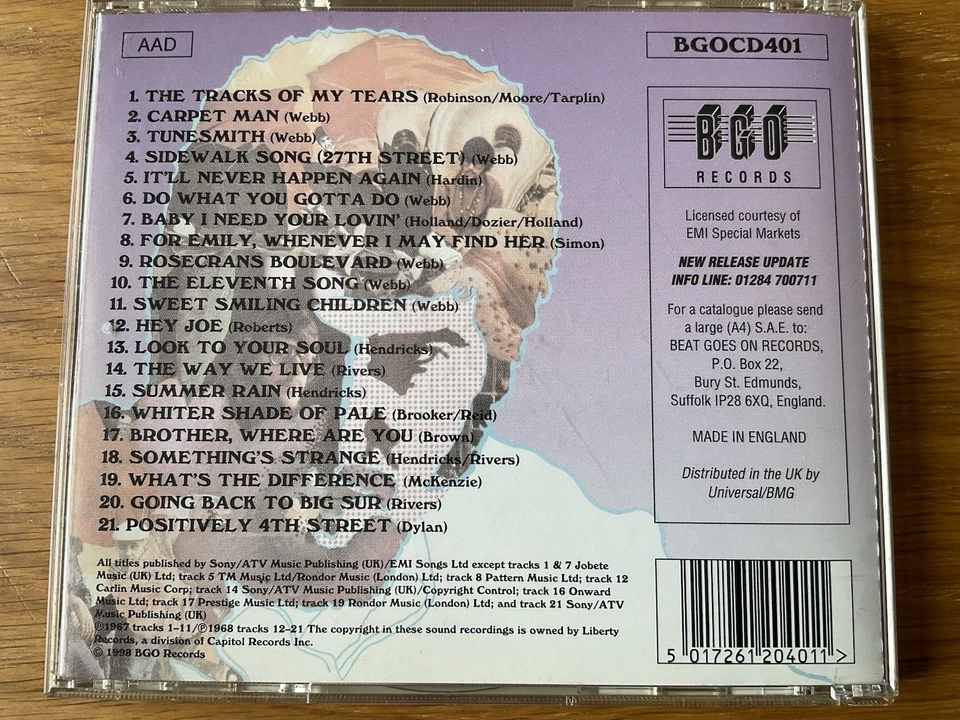 AAD
BGOCD401
1. THE TRACKS OF MY TEARS (Robinson/Moore/Tarplin)
2. CARPET MAN (Webb)
3. TUNESMITH (Webb)
4. SIDEWALK SONG (27TH STREET) (Webb)
5. IT'LL NEVER HAPPEN AGAIN (Hardin)
6. DO WHAT YOU GOTTA DO (Webb)
7. BABY I NEED YOUR LOVIN' (Holland/Dozier/Holland)
8. FOR EMILY, WHENEVER I MAY FIND HER (Simon)
9. ROSECRANS BOULEVARD (Webb)
10. THE ELEVENTH SONG (Webb)
11. SWEET SMILING CHILDREN (Webb)
12. HEY JOE (Roberts)
13. LOOK TO YOUR SOUL (Hendricks)
14. THE WAY WE LIVE (Rivers)
15. SUMMER RAIN (Hendricks)
16. WHITER SHADE OF PALE (Brooker/Reid)
17. BROTHER, WHERE ARE YOU (Brown)
18. SOMETHING'S STRANGE (Hendricks/Rivers)
19. WHAT'S THE DIFFERENCE (McKenzie)
20. GOING BACK TO BIG SUR (Rivers)
21. POSITIVELY 4TH STREET (Dylan)
All titles published by Sony/ATV Music Publishing (UK)/EMI Songs Ltd except tracks 1 & 7 Jobete
Music (UK) Ltd; track 5 TM Music Ltd/Rondor Music (London) Ltd; track 8 Pattern Music Ltd; track 12
Carlin Music Corp; track 14 Sony/ATV Music Publishing (UK)/Copyright Control; track 16 Onward
Music Ltd; track 17 Prestige Music Ltd; track 19 Rondor Music (London) Ltd; and track 21 Sony/ATV
Music Publishing (UK)
℗1967 tracks 1-11/℗1968 tracks 12-21 The copyright in these sound recordings is owned by Liberty
Records, a division of Capitol Records Inc.
© 1998 BGO Records
BGO
RECORDS
Licensed courtesy of
EMI Special Markets
NEW RELEASE UPDATE
INFO LINE: 01284 700711
For a catalogue please send
a large (A4) S.A.E. to:
BEAT GOES ON RECORDS,
P.O. Box 22,
Bury St. Edmunds,
Suffolk IP28 6XQ, England.
MADE IN ENGLAND
Distributed in the UK by
Universal/BMG
5 017261 204011 >